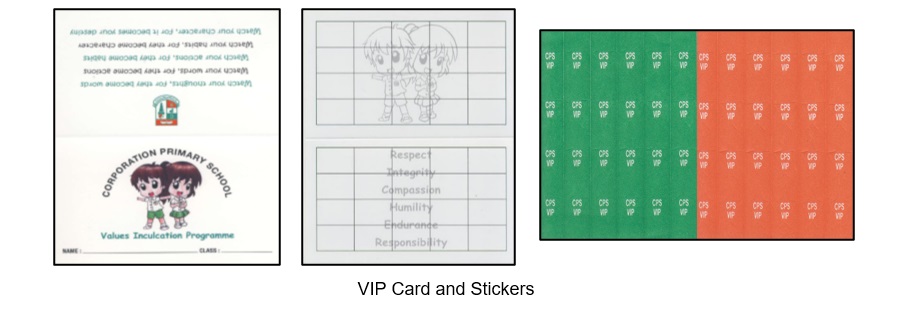 Watch your thoughts, for they become words
Watch your words, for they become actions
Watch your actions, for they become habits
Watch your habits, for they become character
Watch your character, for it becomes your destiny
CORPORATION PRIMARY SCHOOL
Values Inculcation Programme
NAME : CLASS :
Respect
Integrity
Compassion
Humility
Endurance
Responsibility
CPS CPS CPS CPS CPS CPS CPS CPS CPS CPS CPS CPS
VIP VIP VIP VIP VIP VIP VIP VIP VIP VIP VIP VIP
CPS CPS CPS CPS CPS CPS CPS CPS CPS CPS CPS CPS
VIP VIP VIP VIP VIP VIP VIP VIP VIP VIP VIP VIP
CPS CPS CPS CPS CPS CPS CPS CPS CPS CPS CPS CPS
VIP VIP VIP VIP VIP VIP VIP VIP VIP VIP VIP VIP
CPS CPS CPS CPS CPS CPS CPS CPS CPS CPS CPS CPS
VIP VIP VIP VIP VIP VIP VIP VIP VIP VIP VIP VIP
VIP Card and Stickers